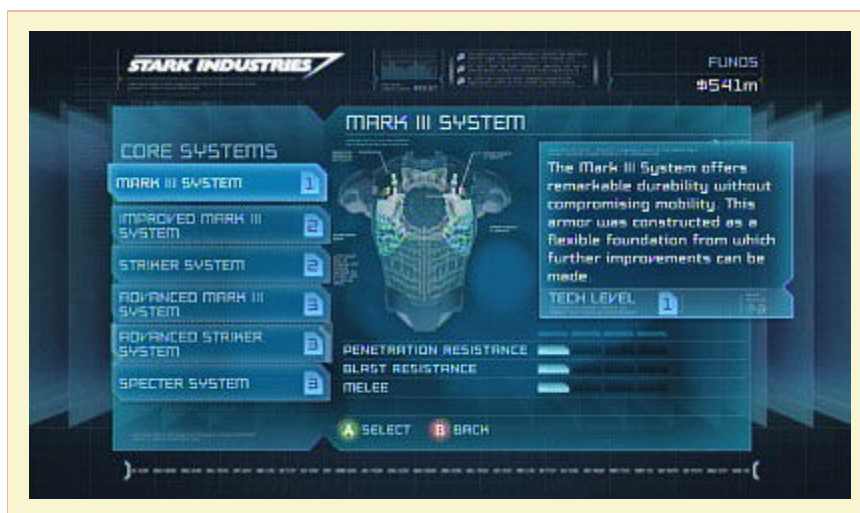 STARK INDUSTRIES
FUNDS
$541m
MARK III SYSTEM
CORE SYSTEMS
MARK III SYSTEM 1
IMPROVED MARK III
SYSTEM 2
STRIKER SYSTEM 2
ADVANCED MARK III
SYSTEM 3
ADVANCED STRIKER
SYSTEM 3
SPECTER SYSTEM 3
The Mark III System offers
remarkable durability without
compromising mobility. This
armor was constructed as a
flexible foundation from which
further improvements can be
made.
TECH LEVEL 1
PENETRATION RESISTANCE
BLAST RESISTANCE
MELEE
A SELECT B BACK